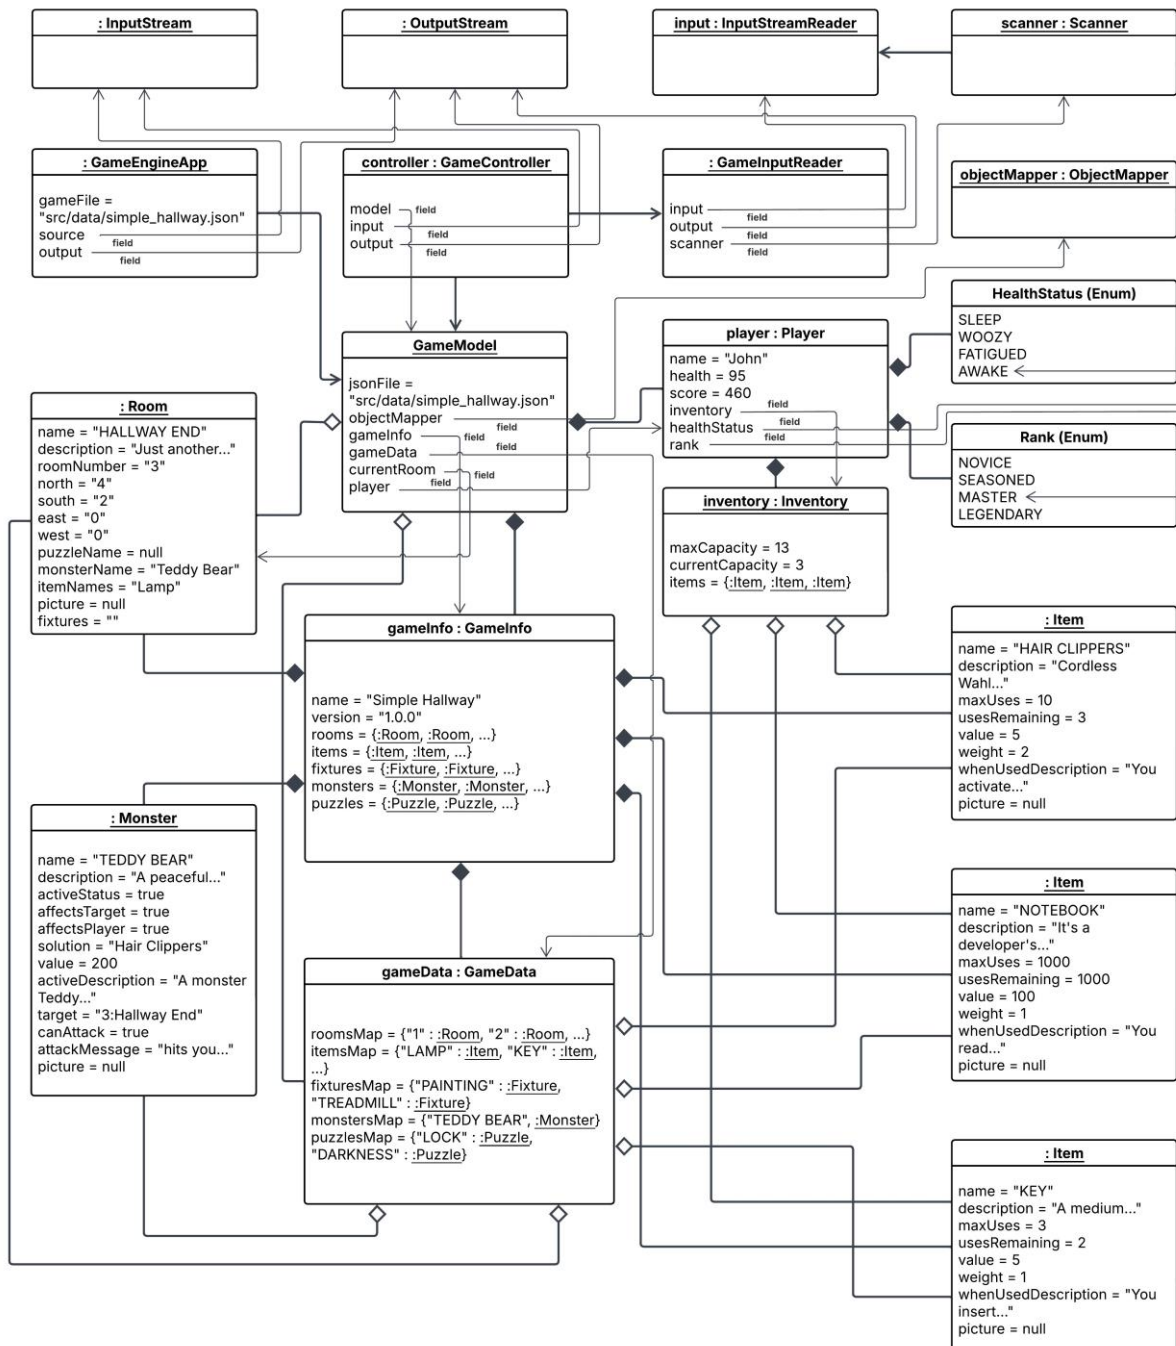 : InputStream
: OutputStream
input : InputStreamReader
scanner : Scanner
: GameEngineApp
gameFile =
"src/data/simple_hallway.json"
source
field
output
field
controller : GameController
model
field
input
field
output
field
: GameInputReader
input
field
output
field
scanner
field
objectMapper : ObjectMapper
HealthStatus (Enum)
SLEEP
WOOZY
FATIGUED
AWAKE
GameModel
jsonFile =
"src/data/simple_hallway.json"
objectMapper
field
gameInfo
field
gameData
field
currentRoom
field
player
field
player : Player
name = "John"
health = 95
score = 460
inventory
field
healthStatus
field
rank
field
Rank (Enum)
NOVICE
SEASONED
MASTER
LEGENDARY
: Room
name = "HALLWAY END"
description = "Just another..."
roomNumber = "3"
north = "4"
south = "2"
east = "0"
west = "0"
puzzleName = null
monsterName = "Teddy Bear"
itemNames = "Lamp"
picture = null
fixtures = ""
inventory : Inventory
maxCapacity = 13
currentCapacity = 3
items = {:Item, :Item, :Item}
gameInfo : GameInfo
name = "Simple Hallway"
version = "1.0.0"
rooms = {:Room, :Room, ...}
items = {:Item, :Item, ...}
fixtures = {:Fixture, :Fixture, ...}
monsters = {:Monster, :Monster, ...}
puzzles = {:Puzzle, :Puzzle, ...}
: Item
name = "HAIR CLIPPERS"
description = "Cordless
Wahl..."
maxUses = 10
usesRemaining = 3
value = 5
weight = 2
whenUsedDescription = "You
activate..."
picture = null
: Monster
name = "TEDDY BEAR"
description = "A peaceful..."
activeStatus = true
affectsTarget = true
affectsPlayer = true
solution = "Hair Clippers"
value = 200
activeDescription = "A monster
Teddy..."
target = "3:Hallway End"
canAttack = true
attackMessage = "hits you..."
picture = null
: Item
name = "NOTEBOOK"
description = "It's a
developer's..."
maxUses = 1000
usesRemaining = 1000
value = 100
weight = 1
whenUsedDescription = "You
read..."
picture = null
gameData : GameData
roomsMap = {"1" : :Room, "2" : :Room, ...}
itemsMap = {"LAMP" : :Item, "KEY" : :Item,
...}
fixturesMap = {"PAINTING" : :Fixture,
"TREADMILL" : :Fixture}
monstersMap = {"TEDDY BEAR", :Monster}
puzzlesMap = {"LOCK" : :Puzzle,
"DARKNESS" : :Puzzle}
: Item
name = "KEY"
description = "A medium..."
maxUses = 3
usesRemaining = 2
value = 5
weight = 1
whenUsedDescription = "You
insert..."
picture = null